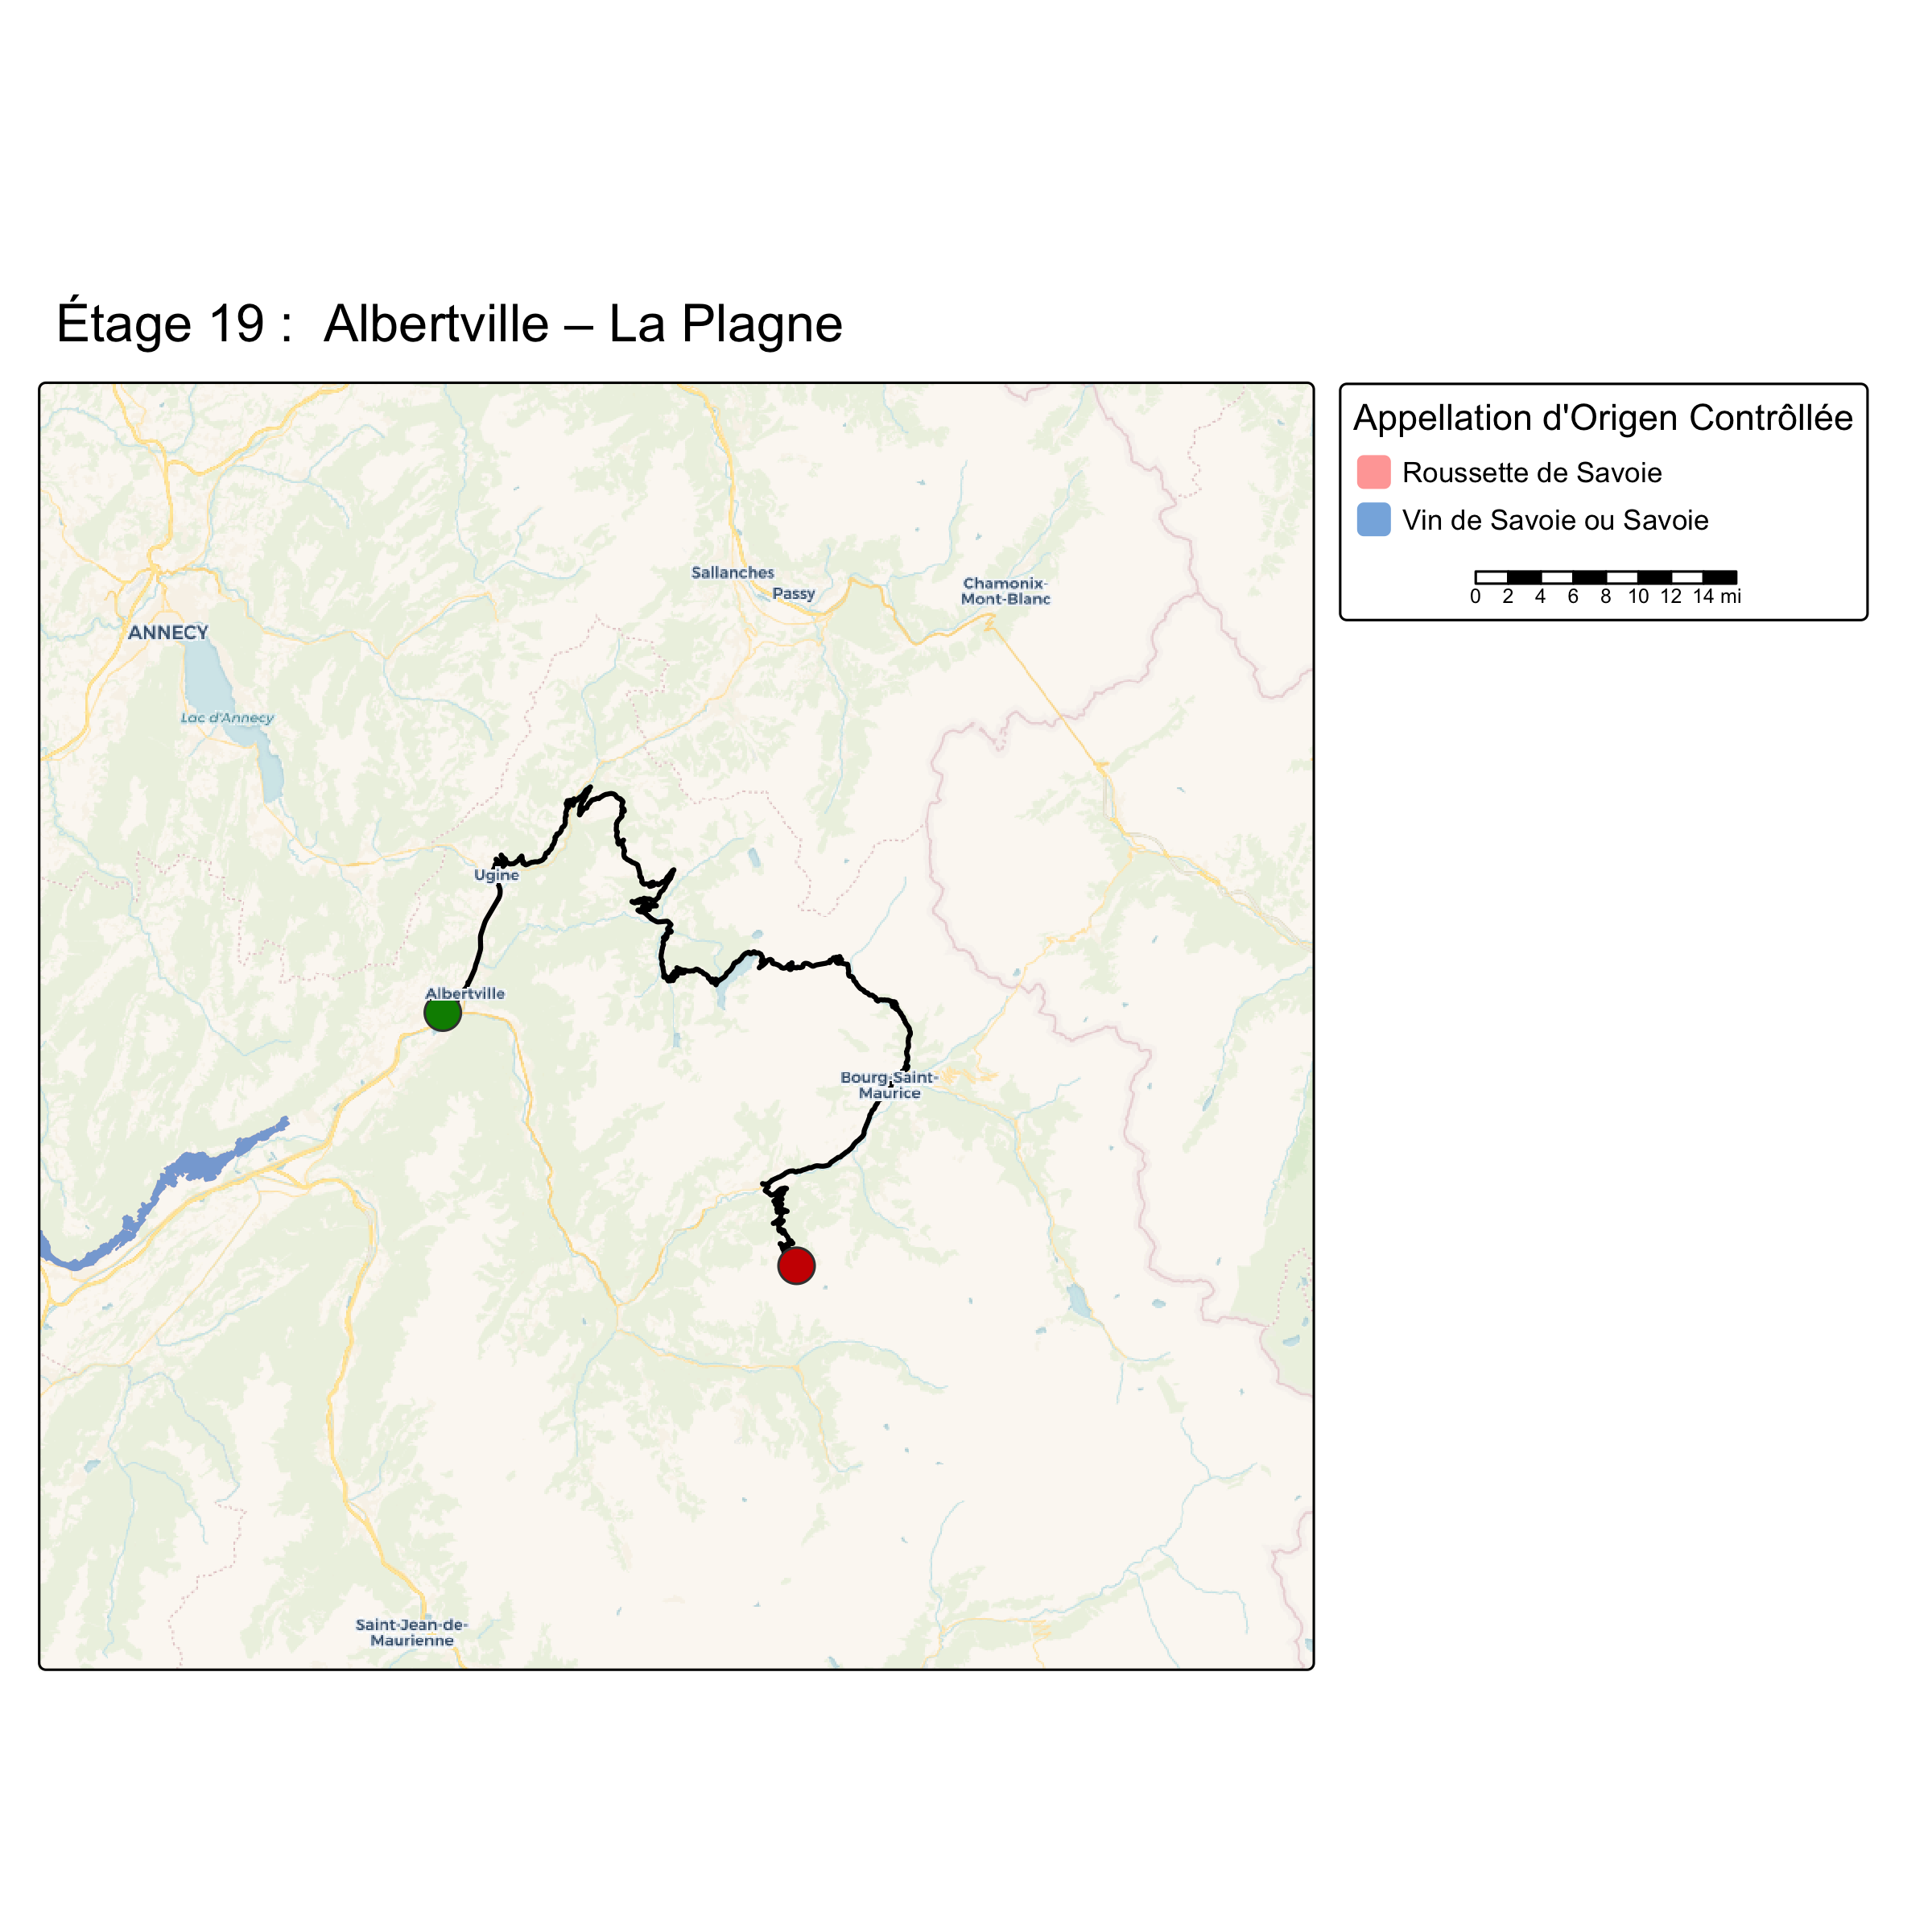 Étage 19 : Albertville – La Plagne
Appellation d'Origen Contrôllée
Roussette de Savoie
Vin de Savoie ou Savoie
0 2 4 6 8 10 12 14 mi
Sallanches
Passy
Chamonix-
Mont-Blanc
ANNECY
Lac d'Annecy
Ugine
Albertville
Bourg-Saint-
Maurice
Saint-Jean-de-
Maurienne